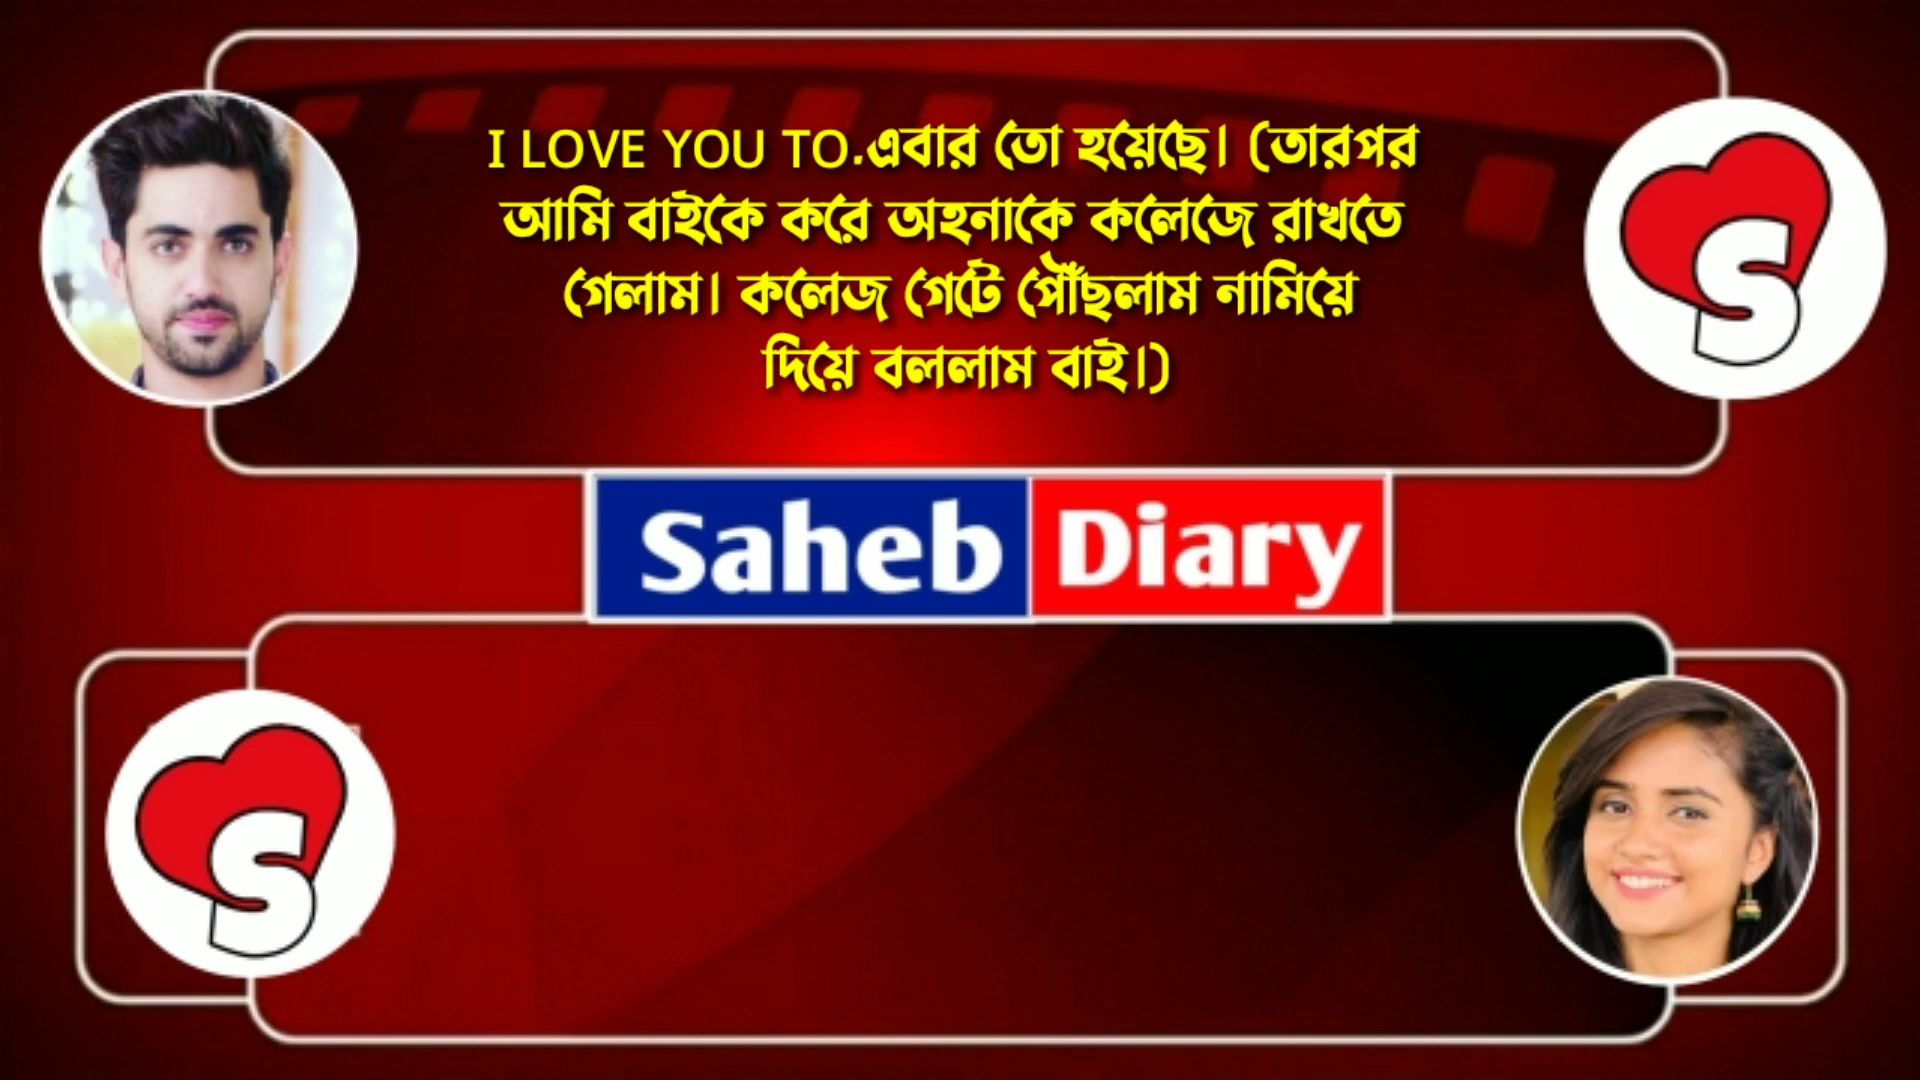 I LOVE YOU TO.এবার তো হয়েছে। (তোরপর
আমি বাইকে করে অহনাকে কলেজে রাখতে
গেলাম। কলেজ গেটে পৌঁছলাম নামিয়ে
দিয়ে বললাম বাই।)
S
Saheb Diary
S